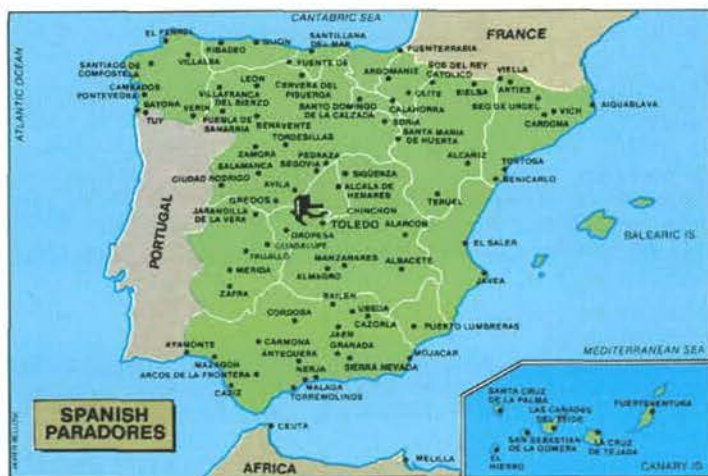 CANTABRIC SEA
FRANCE
ATLANTIC OCEAN
EL FERROL
RIBADEO
GIJON
SANTILLANA
DEL MAR
FUENTERRABIA
SANTIAGO DE
COMPOSTELA
VILLALBA
FUENTE DE
CAMBADOS
PONTEVEDRA
BAYONA
TUY
VERIN
VILLAFRANCA
DEL BIERZO
PUEBLA DE
SANABRIA
LEON
CERVERA DEL
PISUERGA
BENAVENTE
SANTO DOMINGO
DE LA CALZADA
ARGOMANIZ
OLITE
CALAHORRA
SORIA
SANTA MARIA
DE HUERTA
SOS DEL REY
CATOLICO
BIELSA
VIELLA
ARTIES
SEO DE URGEL
VICH
CARDONA
AIGUABLAVA
TORDESILLAS
ZAMORA
PEDRAZA
SALAMANCA
SEGOVIA
SIGÜENZA
ALCAÑIZ
TORTOSA
BENICARLO
CIUDAD RODRIGO
AVILA
ALCALA DE
HENARES
TERUEL
GREDOS
CHINCHON
JARANDILLA
DE LA VERA
TOLEDO
ALARCON
OROPESA
GUADALUPE
TRUJILLO
MANZANARES
ALBACETE
EL SALER
BALEARIC IS.
PORTUGAL
MERIDA
ALMAGRO
JAVEA
ZAFRA
BAILEN
CORDOBA
UBEDA
CAZORLA
PUERTO LUMBRERAS
JAEN
AYAMONTE
CARMONA
GRANADA
MAZAGON
ANTEQUERA
MOJACAR
MEDITERRANEAN SEA
ARCOS DE LA FRONTERA
NERJA
SIERRA NEVADA
CADIZ
MALAGA
TORREMOLINOS
SPANISH
PARADORES
CEUTA
MELILLA
AFRICA
SANTA CRUZ
DE LA PALMA
LAS CAÑADAS
DEL TEIDE
FUERTEVENTURA
SAN SEBASTIAN
DE LA GOMERA
LA CRUZ
DE TEJADA
EL
HIERRO
CANARY IS.